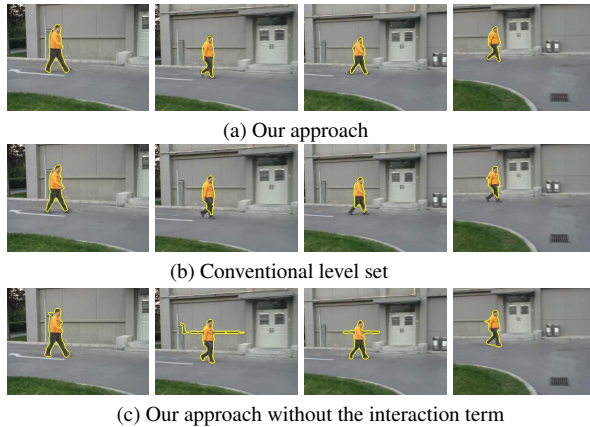 (a) Our approach
(b) Conventional level set
(c) Our approach without the interaction term